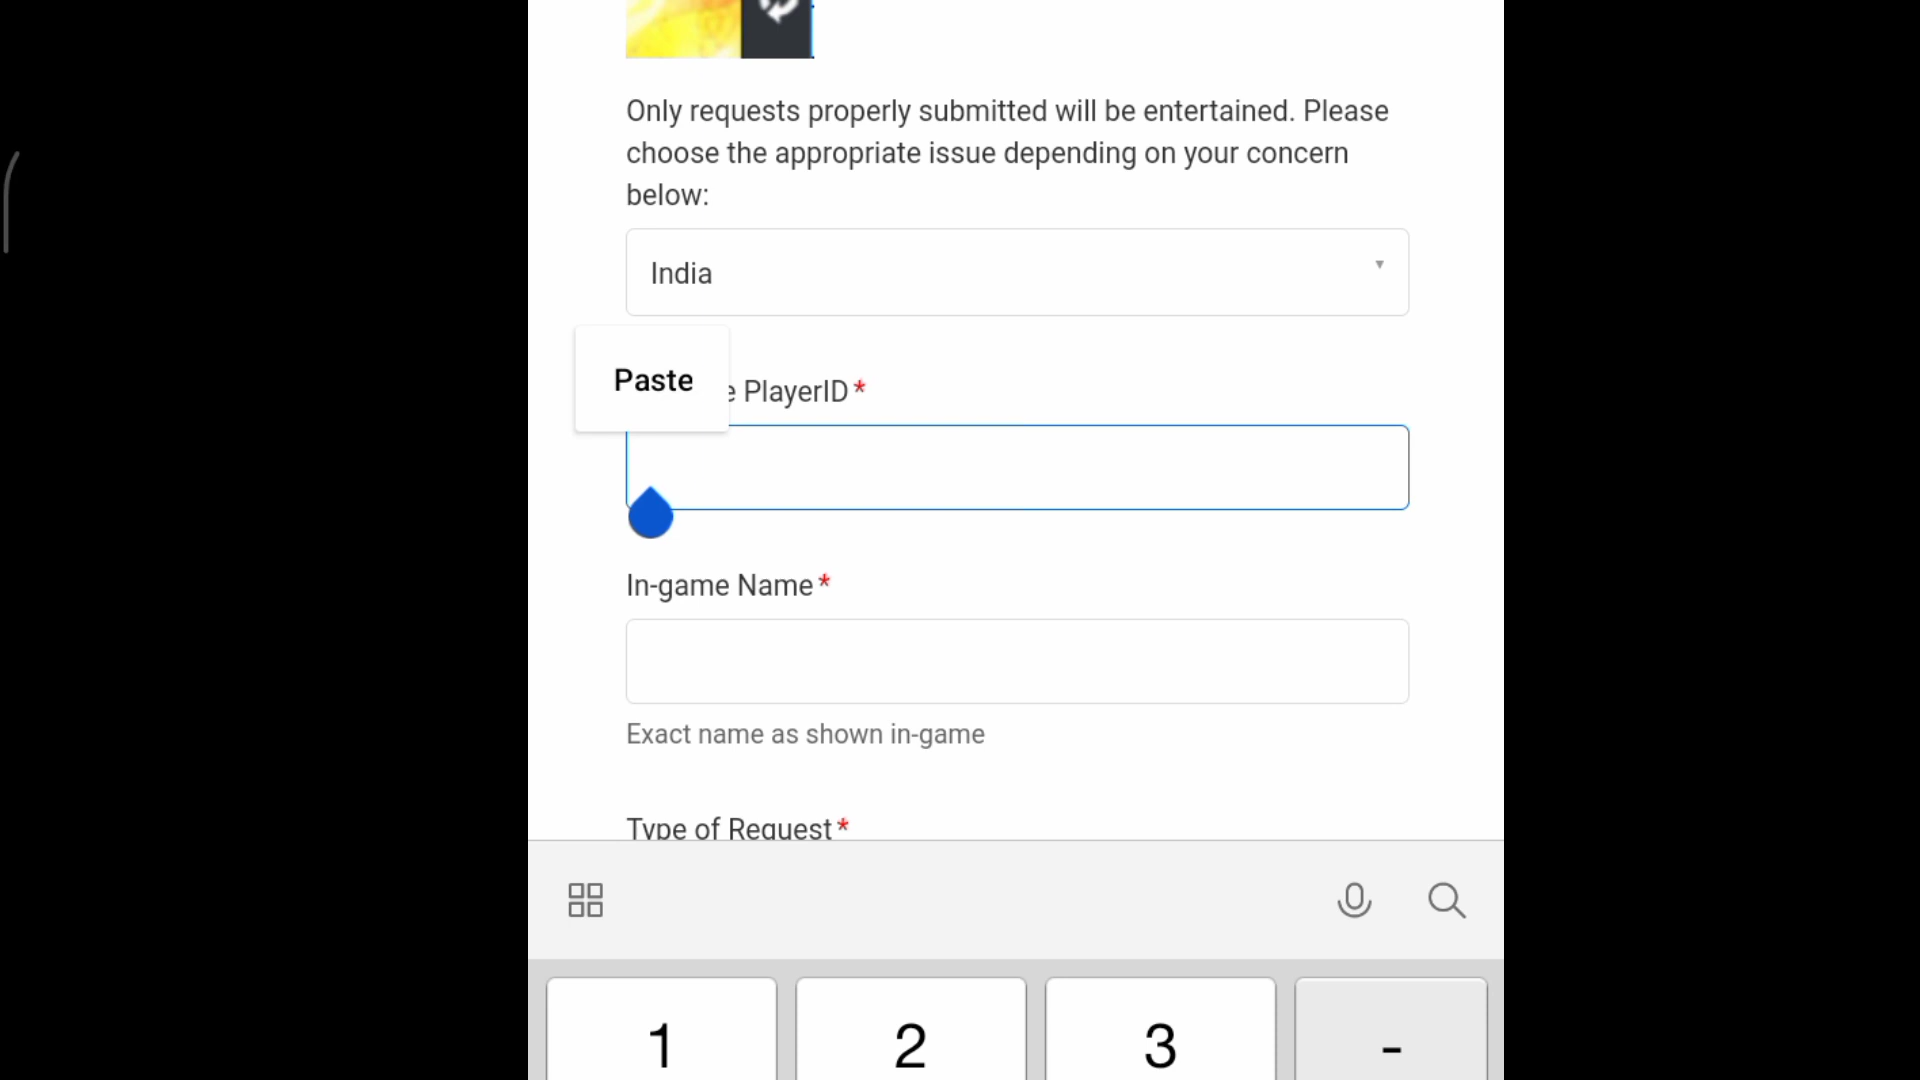 Only requests properly submitted will be entertained. Please
choose the appropriate issue depending on your concern
below:
India
Paste
PlayerID*
In-game Name*
Exact name as shown in-game
Type of Request*
1 2 3 -